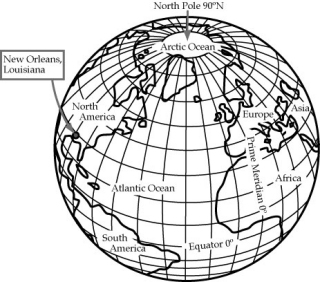 North Pole 90°N
Arctic Ocean
New Orleans,
Louisiana
North
America
Europe
Asia
Prime Meridian 0°
Africa
Atlantic Ocean
South
America
Equator 0°